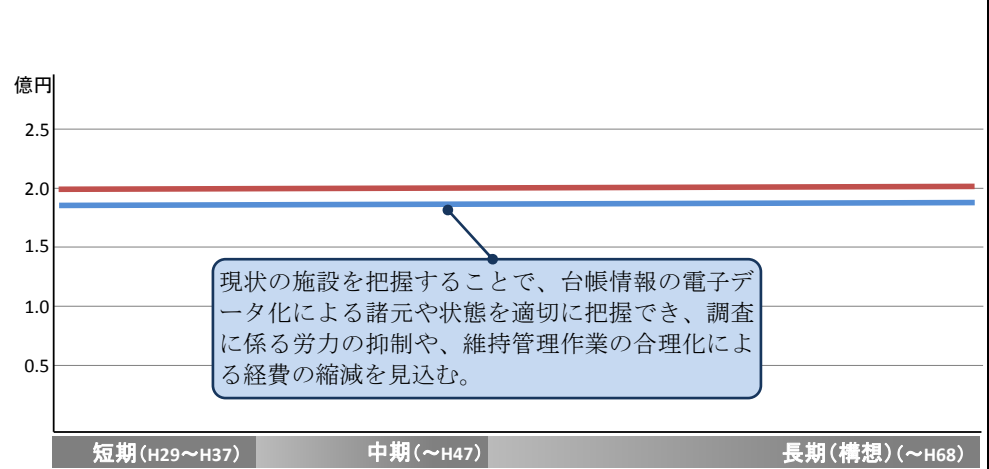 億円
2.5
2.0
1.5
1.0
0.5
現状の施設を把握することで、台帳情報の電子デ
ータ化による諸元や状態を適切に把握でき、調査
に係る労力の抑制や、維持管理作業の合理化によ
る経費の縮減を見込む。
短期(H29～H37) 中期(～H47) 長期(構想)(～H68)